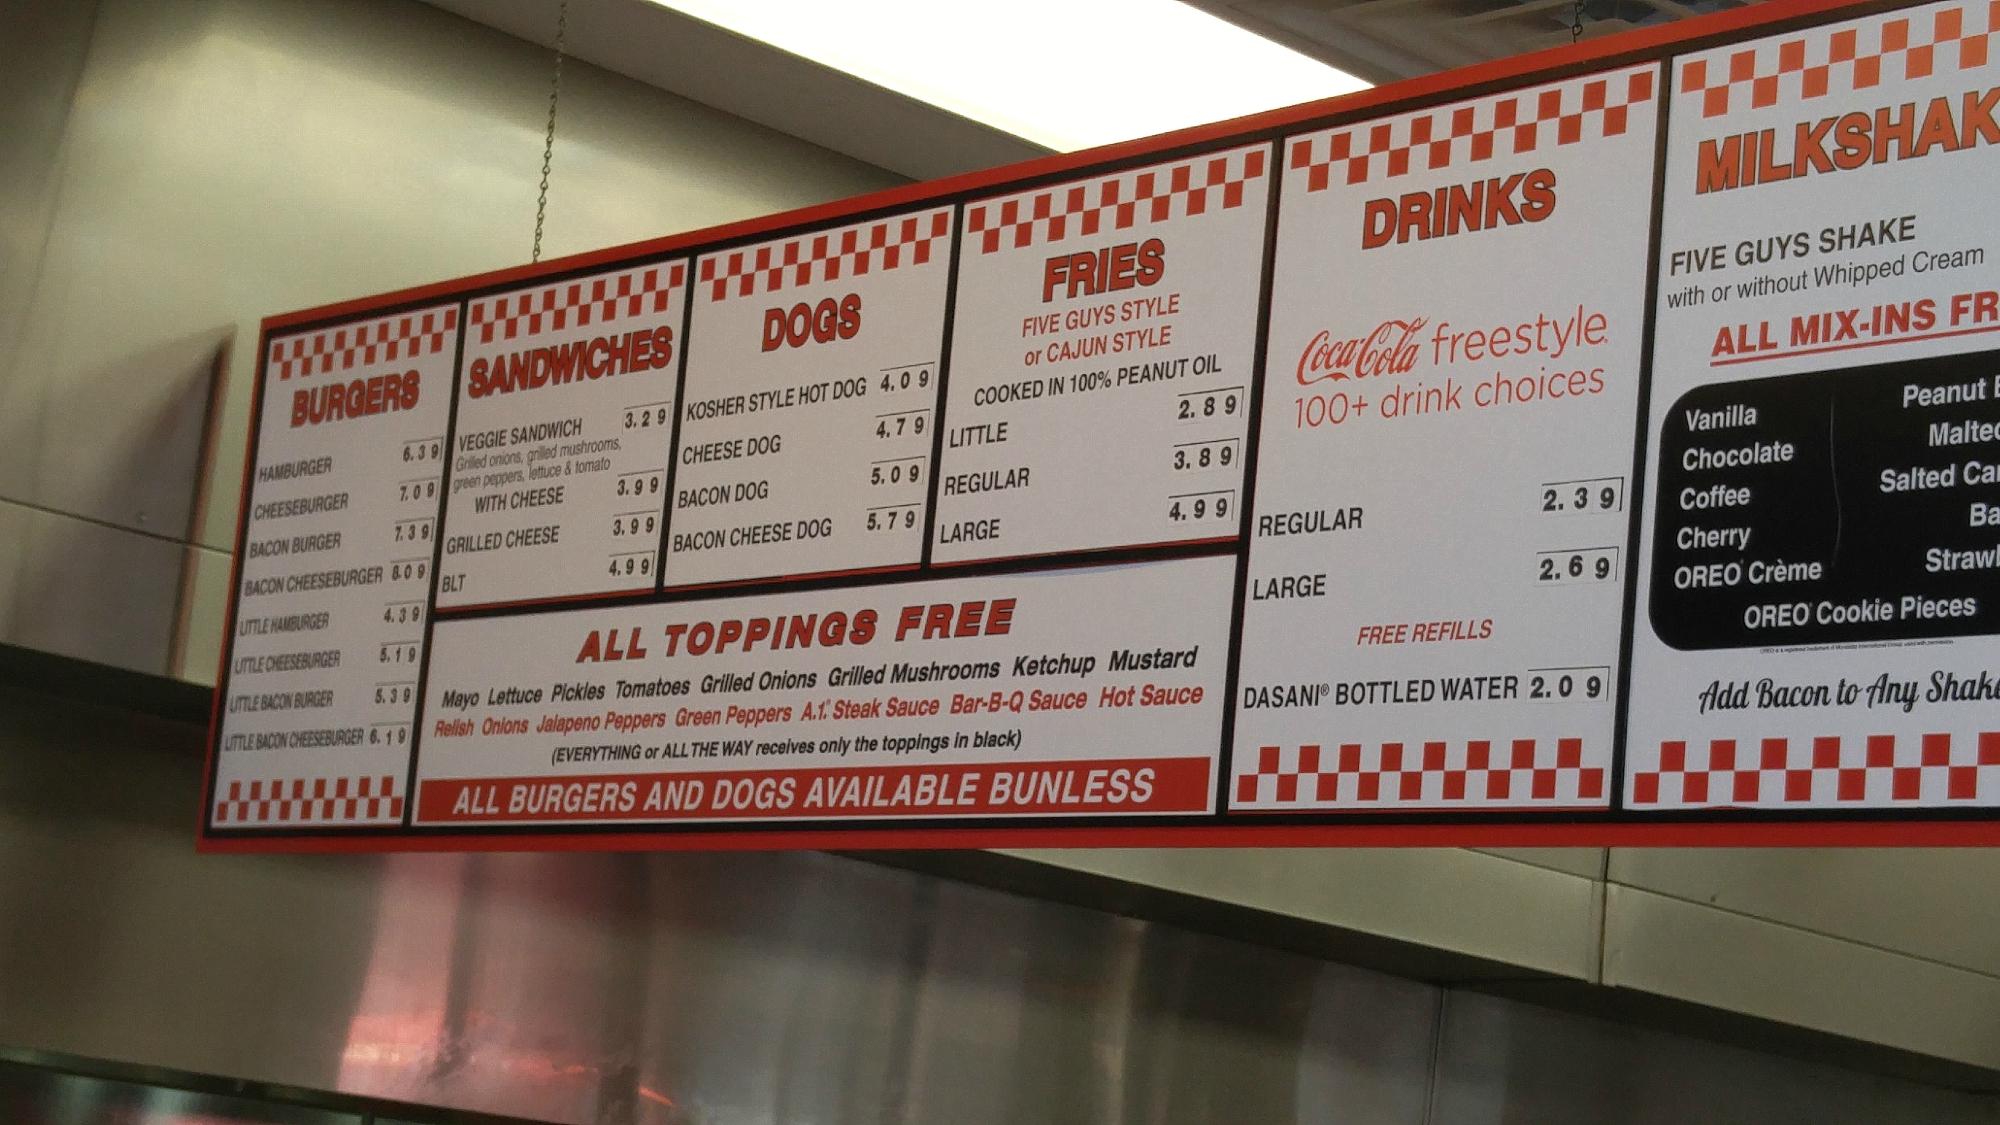 BURGERS
HAMBURGER 6.39
CHEESEBURGER 7.09
BACON BURGER 7.39
BACON CHEESEBURGER 8.09
LITTLE HAMBURGER 4.39
LITTLE CHEESEBURGER 5.19
LITTLE BACON BURGER 5.39
LITTLE BACON CHEESEBURGER 6.19
SANDWICHES
VEGGIE SANDWICH 3.29
Grilled onions, grilled mushrooms,
green peppers, lettuce & tomato
WITH CHEESE 3.99
GRILLED CHEESE 3.99
BLT 4.99
DOGS
KOSHER STYLE HOT DOG 4.09
CHEESE DOG 4.79
BACON DOG 5.09
BACON CHEESE DOG 5.79
FRIES
FIVE GUYS STYLE
or CAJUN STYLE
COOKED IN 100% PEANUT OIL
LITTLE 2.89
REGULAR 3.89
LARGE 4.99
ALL TOPPINGS FREE
Mayo Lettuce Pickles Tomatoes Grilled Onions Grilled Mushrooms Ketchup Mustard
Relish Onions Jalapeno Peppers Green Peppers A.1.® Steak Sauce Bar-B-Q Sauce Hot Sauce
(EVERYTHING or ALL THE WAY receives only the toppings in black)
ALL BURGERS AND DOGS AVAILABLE BUNLESS
DRINKS
Coca-Cola freestyle
100+ drink choices
REGULAR 2.39
LARGE 2.69
FREE REFILLS
DASANI® BOTTLED WATER 2.09
MILKSHAK
FIVE GUYS SHAKE
with or without Whipped Cream
ALL MIX-INS FR
Vanilla Peanut
Chocolate Malted
Coffee Salted Car
Cherry Ba
OREO® Crème Strawb
OREO® Cookie Pieces
Add Bacon to Any Shake